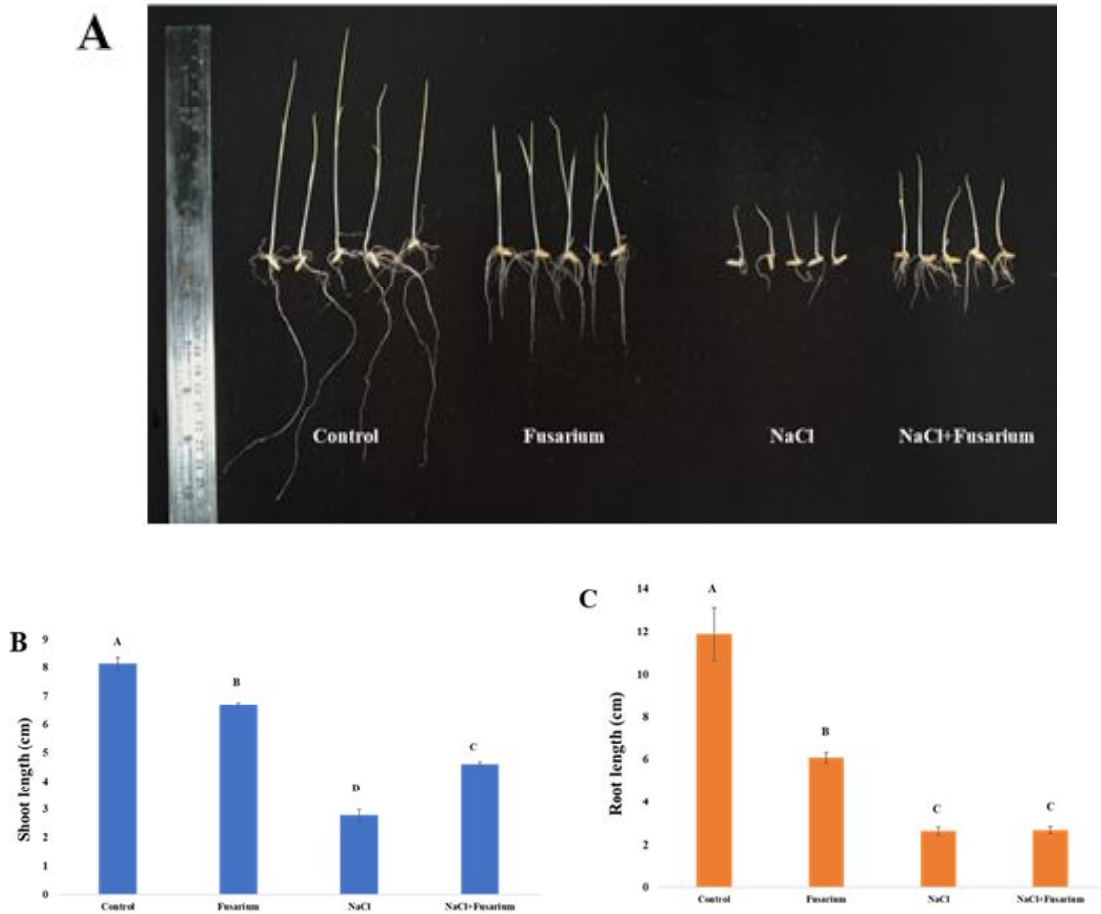 A
Control Fusarium NaCl NaCl+Fusarium
B
Shoot length (cm)
9
8
7
6
5
4
3
2
1
0
A
B
D
C
Control Fusarium NaCl NaCl+Fusarium
C
Root length (cm)
14
12
10
8
6
4
2
0
A
B
C
C
Control Fusarium NaCl NaCl+Fusarium